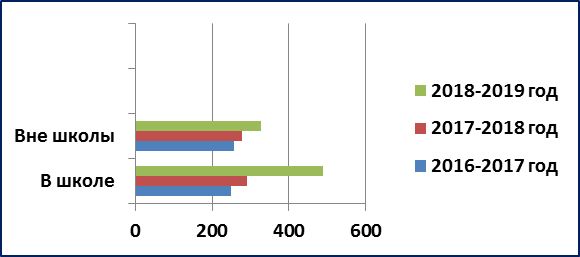 Вне школы
В школе
0 200 400 600
2018-2019 год
2017-2018 год
2016-2017 год